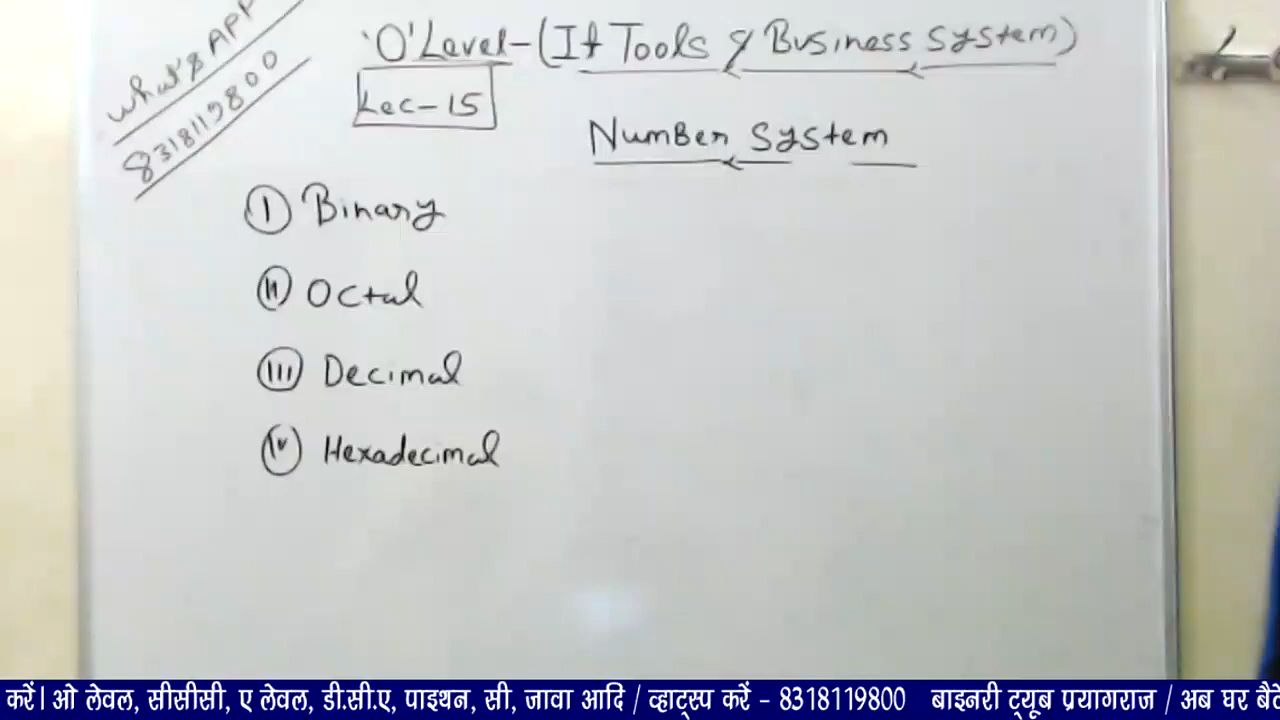 What's APP
8318119800
'O' Level - (It Tools & Business System)
Lec-15
Number System
I Binary
II Octal
III Decimal
IV Hexadecimal
करें। ओ लेवल, सीसीसी, ए लेवल, डी.सी.ए, पाइथन, सी, जावा आदि / व्हाट्स्प करें - 8318119800 बाइनरी ट्यूब प्रयागराज / अब घर बैठे